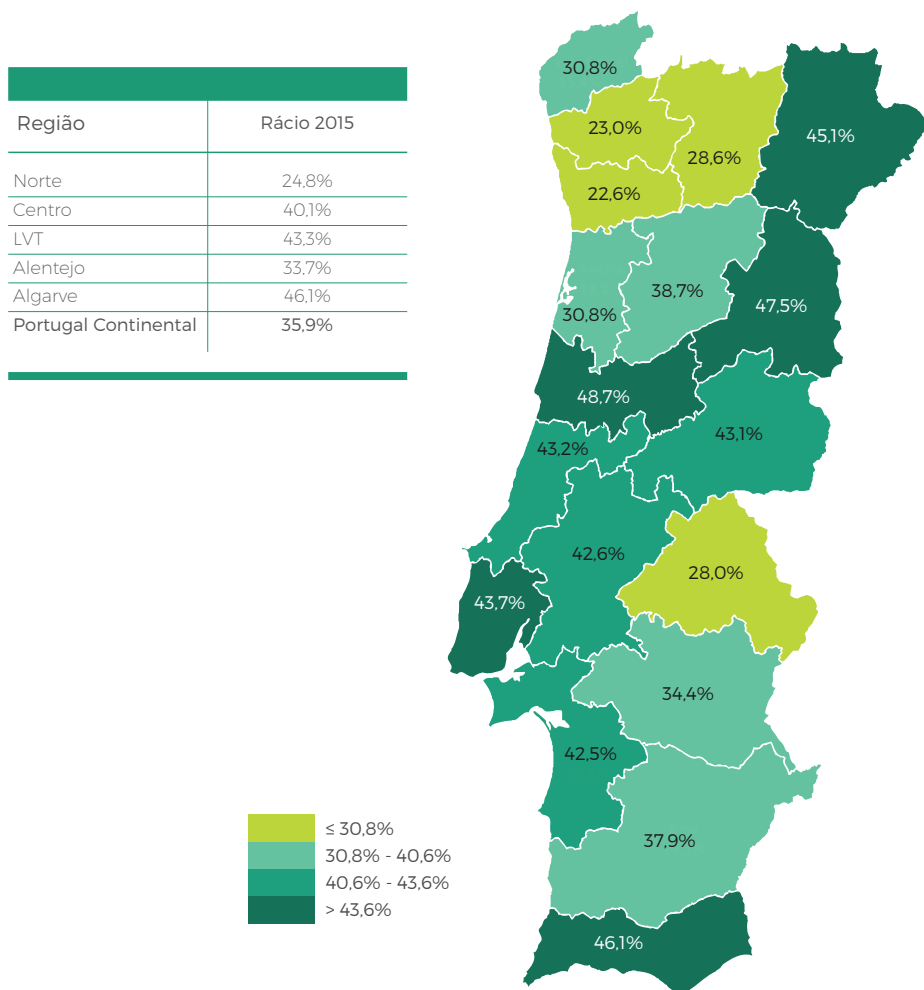 Região Rácio 2015
Norte 24,8%
Centro 40,1%
LVT 43,3%
Alentejo 33,7%
Algarve 46,1%
Portugal Continental 35,9%
30,8%
23,0%
28,6%
45,1%
22,6%
30,8%
38,7%
47,5%
48,7%
43,2%
43,1%
42,6%
28,0%
43,7%
34,4%
42,5%
37,9%
46,1%
≤ 30,8%
30,8% - 40,6%
40,6% - 43,6%
> 43,6%